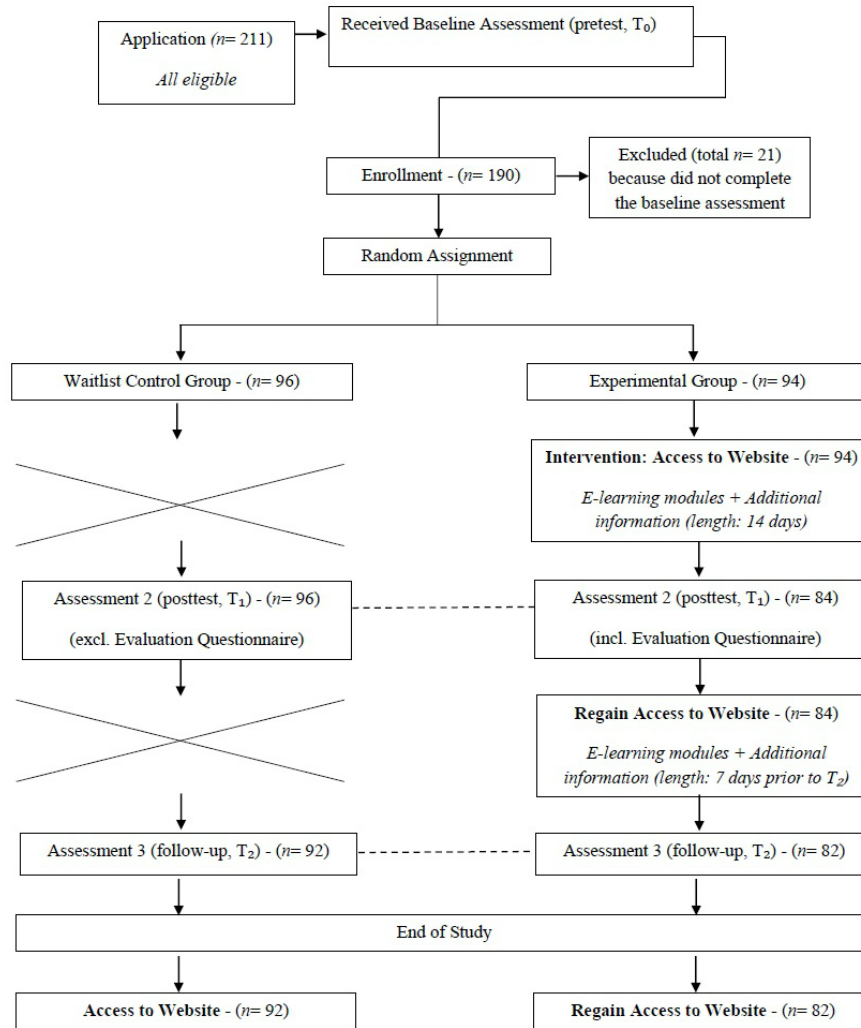 Application (n= 211)
All eligible
Received Baseline Assessment (pretest, T₀)
Enrollment - (n= 190)
Excluded (total n= 21)
because did not complete
the baseline assessment
Random Assignment
Waitlist Control Group - (n= 96)
Experimental Group - (n= 94)
Intervention: Access to Website - (n= 94)
E-learning modules + Additional
information (length: 14 days)
Assessment 2 (posttest, T₁) - (n= 96)
(excl. Evaluation Questionnaire)
Assessment 2 (posttest, T₁) - (n= 84)
(incl. Evaluation Questionnaire)
Regain Access to Website - (n= 84)
E-learning modules + Additional
information (length: 7 days prior to T₂)
Assessment 3 (follow-up, T₂) - (n= 92)
Assessment 3 (follow-up, T₂) - (n= 82)
End of Study
Access to Website - (n= 92)
Regain Access to Website - (n= 82)